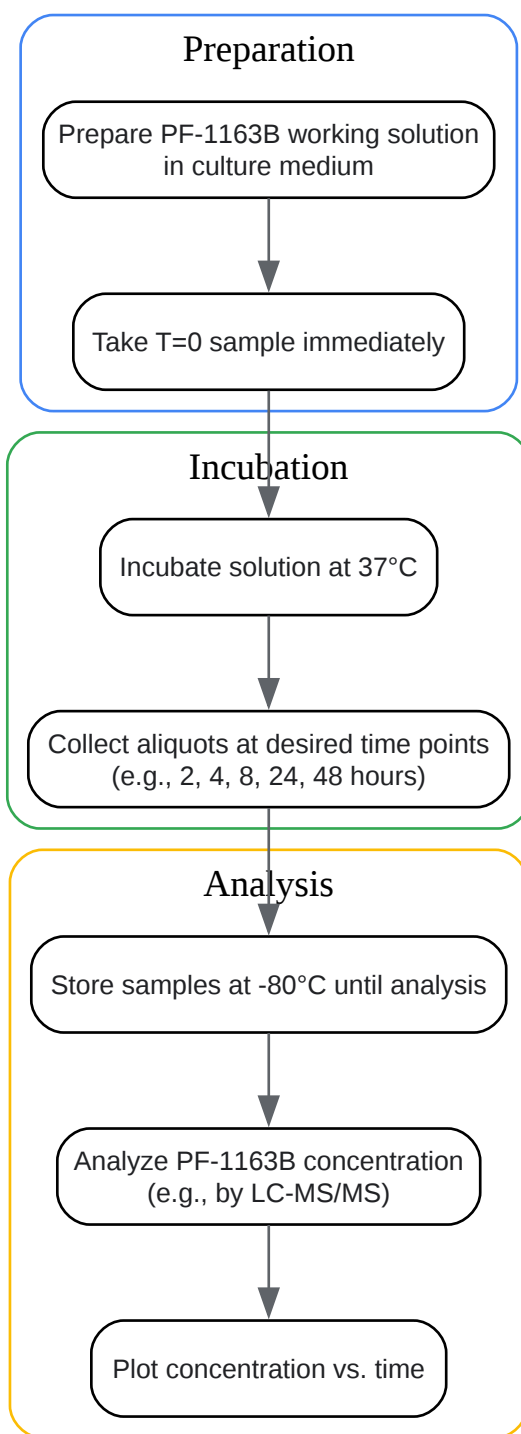 Preparation
Prepare PF-1163B working solution
in culture medium
Take T=0 sample immediately
Incubation
Incubate solution at 37°C
Collect aliquots at desired time points
(e.g., 2, 4, 8, 24, 48 hours)
Analysis
Store samples at -80°C until analysis
Analyze PF-1163B concentration
(e.g., by LC-MS/MS)
Plot concentration vs. time